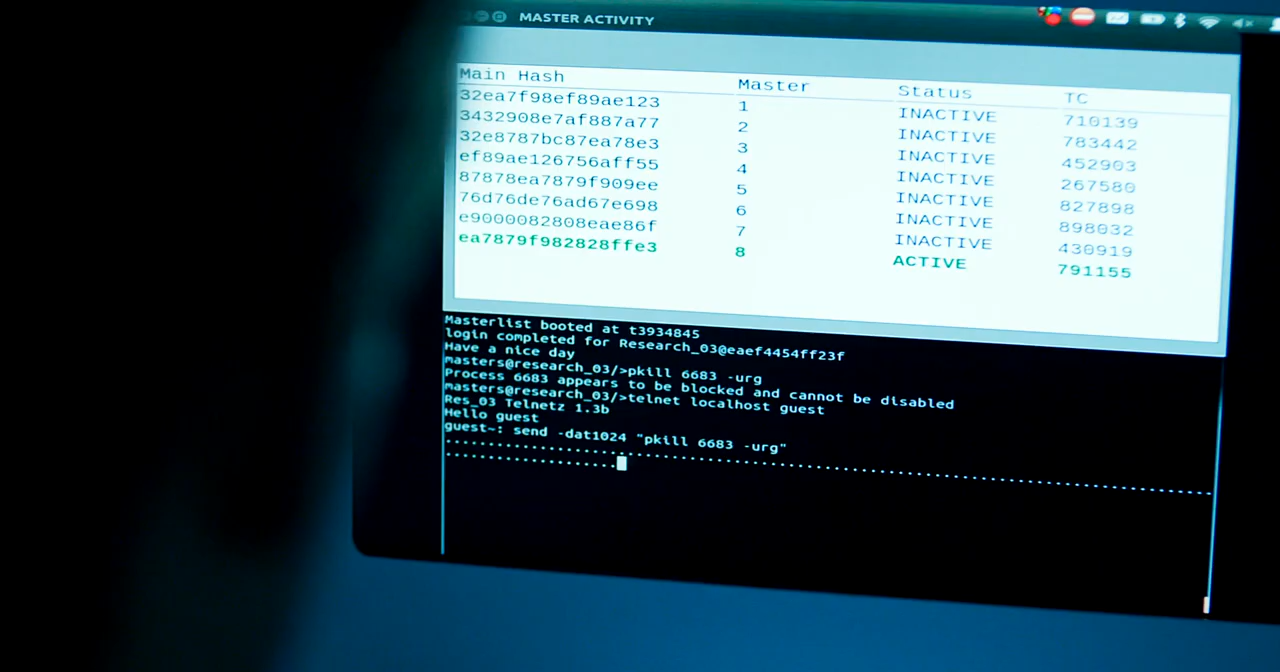 MASTER ACTIVITY
Main Hash Master Status TC
32ea7f98ef89ae123 1 INACTIVE 710139
3432908e7af887a77 2 INACTIVE 783442
32e8787bc87ea78e3 3 INACTIVE 452903
ef89ae126756aff55 4 INACTIVE 267580
87878ea7879f909ee 5 INACTIVE 827898
76d76de76ad67e698 6 INACTIVE 898032
e9000082808eae86f 7 INACTIVE 430919
ea7879f982828ffe3 8 ACTIVE 791155
Masterlist booted at t3934845
login completed for Research_03@eaef4454ff23f
Have a nice day
masters@research_03/>pkill 6683 -urg
Process 6683 appears to be blocked and cannot be disabled
masters@research_03/>telnet localhost guest
Res_03 Telnetz 1.3b
Hello guest
guest~: send -dat1024 "pkill 6683 -urg"